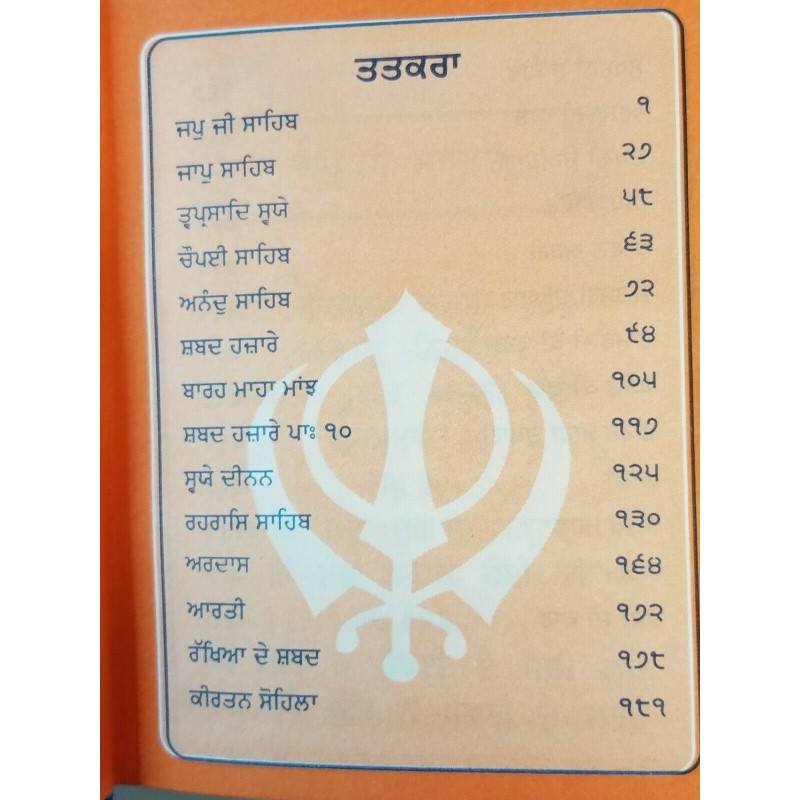 ਤਤਕਰਾ
ਜਪੁ ਜੀ ਸਾਹਿਬ ੧
ਜਾਪੁ ਸਾਹਿਬ ੨੭
ਤ੍ਵਪ੍ਰਸਾਦਿ ਸ੍ਵਯੇ ੫੮
ਚੌਪਈ ਸਾਹਿਬ ੬੩
ਅਨੰਦੁ ਸਾਹਿਬ ੭੨
ਸ਼ਬਦ ਹਜ਼ਾਰੇ ੯੪
ਬਾਰਹ ਮਾਹਾ ਮਾਂਝ ੧੦੫
ਸ਼ਬਦ ਹਜ਼ਾਰੇ ਪਾਃ ੧੦ ੧੧੭
ਸ੍ਵਯੇ ਦੀਨਨ ੧੨੫
ਰਹਰਾਸਿ ਸਾਹਿਬ ੧੩੦
ਅਰਦਾਸ ੧੬੪
ਆਰਤੀ ੧੭੨
ਰੱਖਿਆ ਦੇ ਸ਼ਬਦ ੧੭੮
ਕੀਰਤਨ ਸੋਹਿਲਾ ੧੮੧